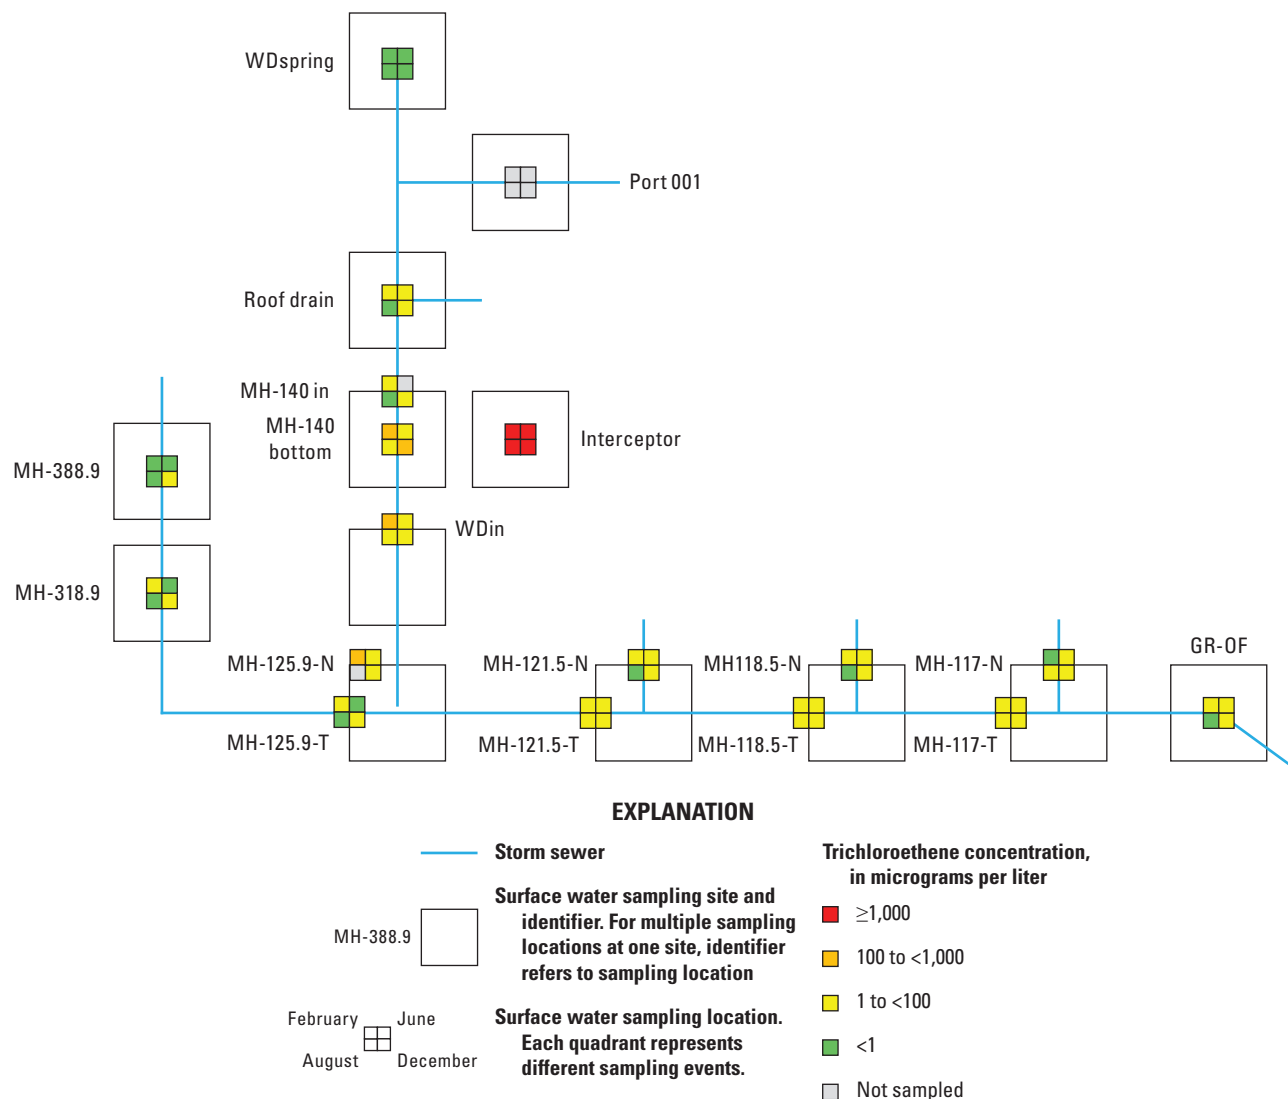 WDspring
Port 001
Roof drain
MH-140 in
MH-140
bottom
Interceptor
MH-388.9
WDin
MH-318.9
MH-125.9-N
MH-121.5-N
MH118.5-N
MH-117-N
GR-OF
MH-125.9-T
MH-121.5-T
MH-118.5-T
MH-117-T
EXPLANATION
Storm sewer
Surface water sampling site and
identifier. For multiple sampling
locations at one site, identifier
refers to sampling location
MH-388.9
February
June
August
December
Surface water sampling location.
Each quadrant represents
different sampling events.
Trichloroethene concentration,
in micrograms per liter
≥1,000
100 to <1,000
1 to <100
<1
Not sampled